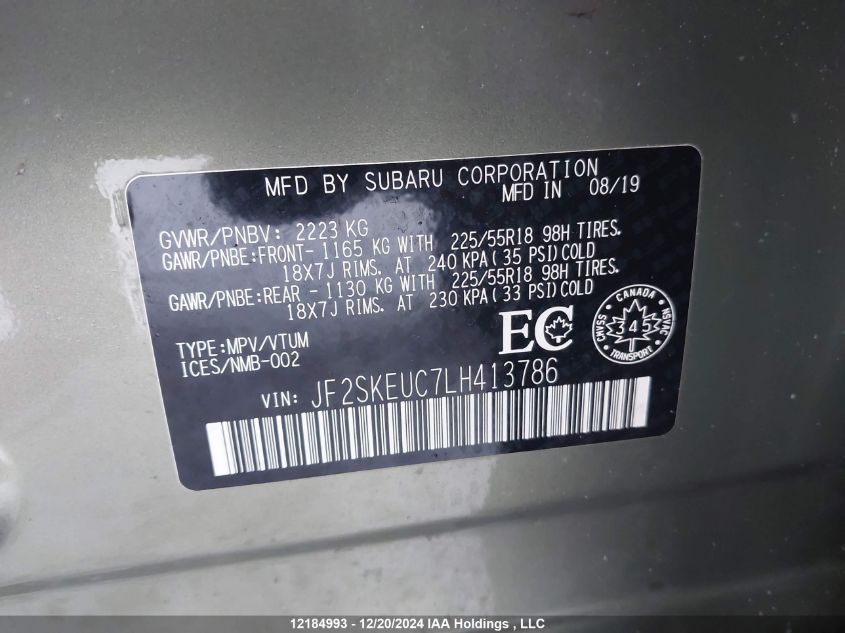 MFD BY SUBARU CORPORATION
MFD IN 08/19
GVWR/PNBV: 2223 KG
GAWR/PNBE:FRONT- 1165 KG WITH 225/55R18 98H TIRES.
18X7J RIMS. AT 240 KPA(35 PSI)COLD
GAWR/PNBE:REAR - 1130 KG WITH 225/55R18 98H TIRES.
18X7J RIMS. AT 230 KPA(33 PSI)COLD
TYPE:MPV/VTUM
ICES/NMB-002
EC
CANADA
CMVSS 345 NSVAC
TRANSPORT
VIN: JF2SKEUC7LH413786
12184993 - 12/20/2024 IAA Holdings , LLC